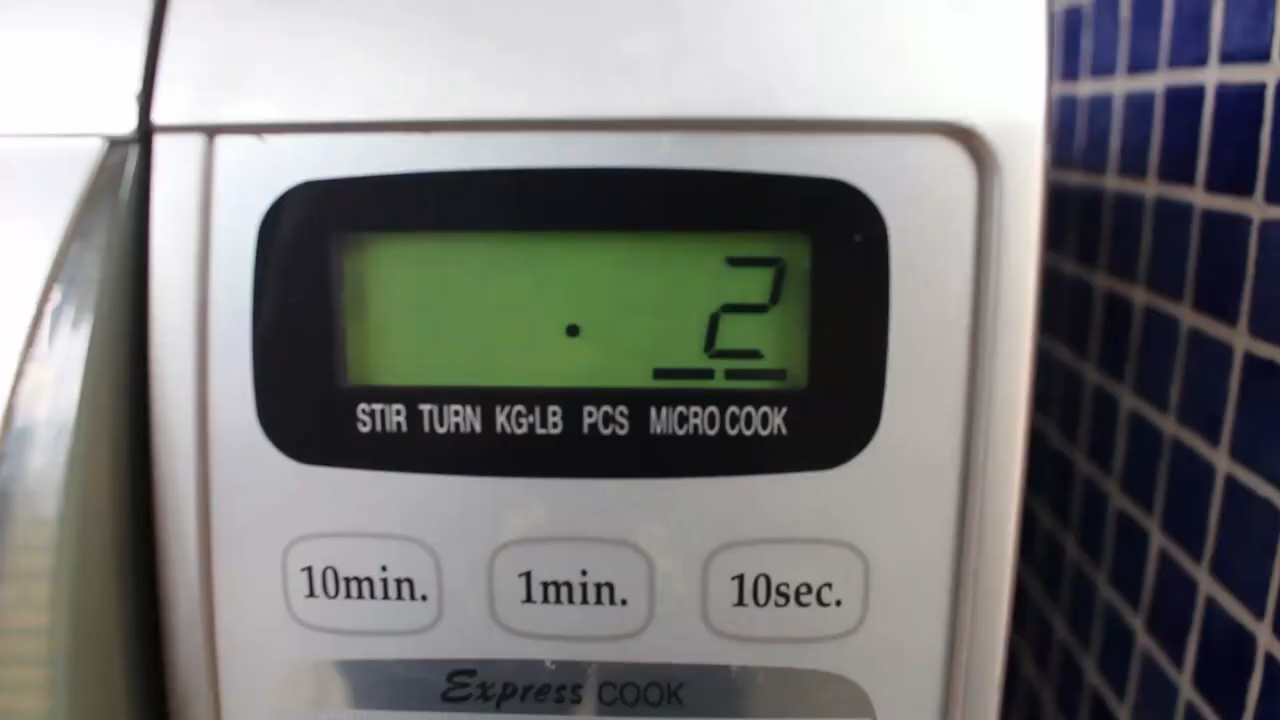 . 2
STIR TURN KG·LB PCS MICRO COOK
10min. 1min. 10sec.
Express COOK